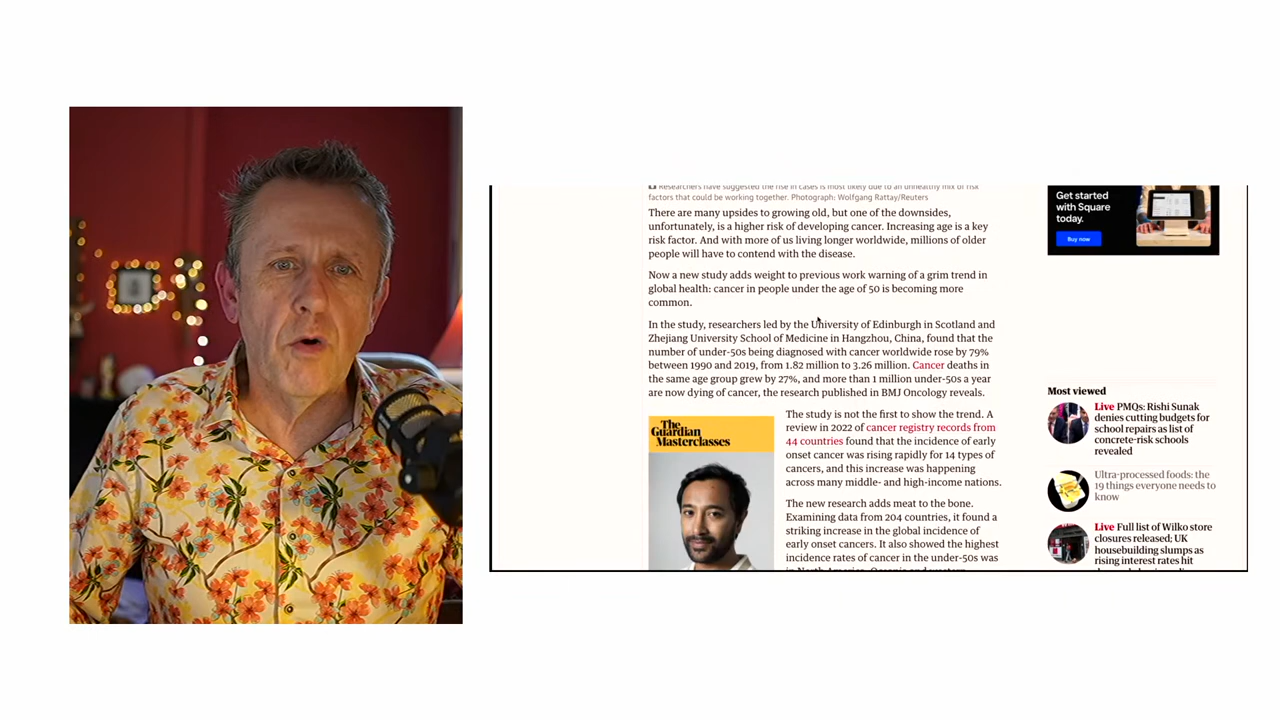 Researchers have suggested the rise in cases is most likely due to an unhealthy mix of risk
factors that could be working together. Photograph: Wolfgang Rattay/Reuters
There are many upsides to growing old, but one of the downsides,
unfortunately, is a higher risk of developing cancer. Increasing age is a key
risk factor. And with more of us living longer worldwide, millions of older
people will have to contend with the disease.
Now a new study adds weight to previous work warning of a grim trend in
global health: cancer in people under the age of 50 is becoming more
common.
In the study, researchers led by the University of Edinburgh in Scotland and
Zhejiang University School of Medicine in Hangzhou, China, found that the
number of under-50s being diagnosed with cancer worldwide rose by 79%
between 1990 and 2019, from 1.82 million to 3.26 million. Cancer deaths in
the same age group grew by 27%, and more than 1 million under-50s a year
are now dying of cancer, the research published in BMJ Oncology reveals.
The
Guardian
Masterclasses
The study is not the first to show the trend. A
review in 2022 of cancer registry records from
44 countries found that the incidence of early
onset cancer was rising rapidly for 14 types of
cancers, and this increase was happening
across many middle- and high-income nations.
The new research adds meat to the bone.
Examining data from 204 countries, it found a
striking increase in the global incidence of
early onset cancers. It also showed the highest
incidence rates of cancer in the under-50s was
in North America, Oceania and western
Get started
with Square
today.
Buy now
Most viewed
Live PMQs: Rishi Sunak
denies cutting budgets for
school repairs as list of
concrete-risk schools
revealed
Ultra-processed foods: the
19 things everyone needs to
know
Live Full list of Wilko store
closures released; UK
housebuilding slumps as
rising interest rates hit